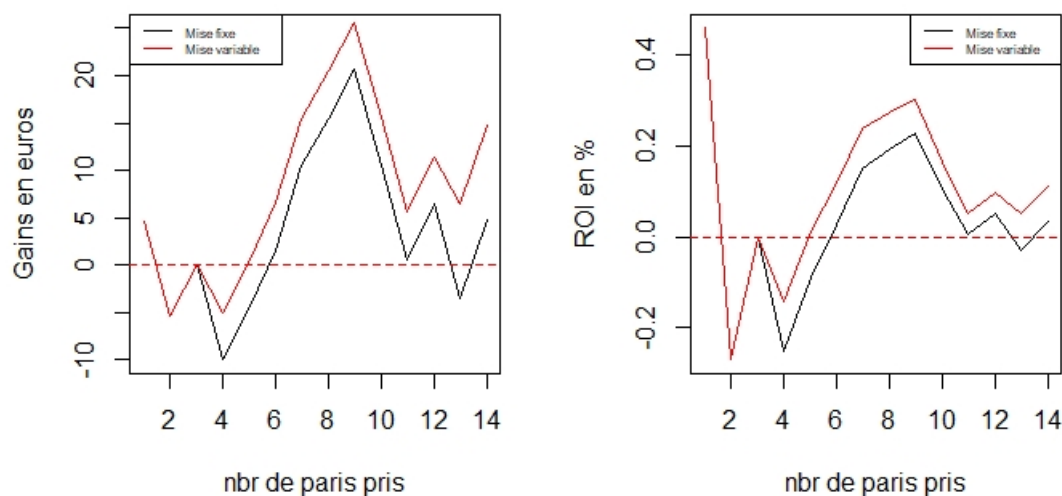 Mise fixe
Mise variable
Gains en euros
20
10
5
0
-10
2 4 6 8 10 12 14
nbr de paris pris
Mise fixe
Mise variable
ROI en %
0.4
0.2
0.0
-0.2
2 4 6 8 10 12 14
nbr de paris pris